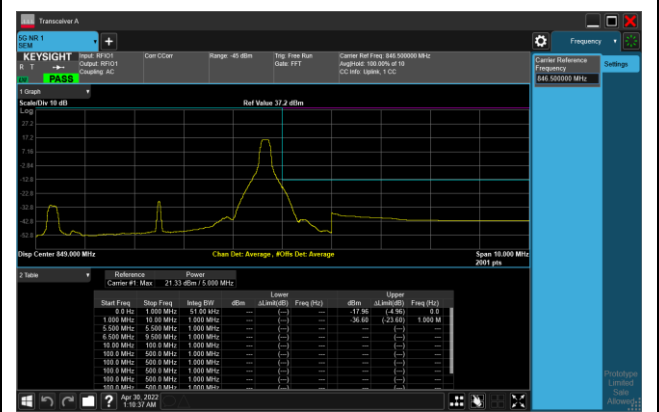 Transceiver A
5G NR 1
SEM
Frequency
KEYSIGHT
R T
PASS
Input: RFIO1
Output: RFIO1
Coupling: AC
Corr CCorr
Range: -45 dBm
Trig: Free Run
Gate: FFT
Carrier Ref Freq: 846.500000 MHz
Avg|Hold: 100.00% of 10
CC Info: Uplink, 1 CC
Carrier Reference
Frequency
846.500000 MHz
Settings
1 Graph
Scale/Div 10 dB
Ref Value 37.2 dBm
Log
27.2
17.2
7.16
-2.84
-12.8
-22.8
-32.8
-42.8
-52.8
Disp Center 849.000 MHz
Chan Det: Average , #Offs Det: Average
Span 10.000 MHz
2001 pts
2 Table
Reference Power
Carrier #1: Max 21.33 dBm / 5.000 MHz
Lower Upper
Start Freq Stop Freq Integ BW dBm ΔLimit(dB) Freq (Hz) dBm ΔLimit(dB) Freq (Hz)
0.0 Hz 1.000 MHz 51.00 kHz --- (---) --- -17.96 (-4.96) 0.0
1.000 MHz 10.00 MHz 1.000 MHz --- (---) --- -36.60 (-23.60) 1.000 M
5.500 MHz 5.500 MHz 1.000 MHz --- (---) --- --- (---) ---
6.500 MHz 9.500 MHz 1.000 MHz --- (---) --- --- (---) ---
10.00 MHz 100.0 MHz 1.000 MHz --- (---) --- --- (---) ---
100.0 MHz 500.0 MHz 1.000 MHz --- (---) --- --- (---) ---
100.0 MHz 500.0 MHz 1.000 MHz --- (---) --- --- (---) ---
100.0 MHz 500.0 MHz 1.000 MHz --- (---) --- --- (---) ---
100.0 MHz 500.0 MHz 1.000 MHz --- (---) --- --- (---) ---
Apr 30, 2022
1:10:37 AM
Prototype
Limited
Sale
Allowed